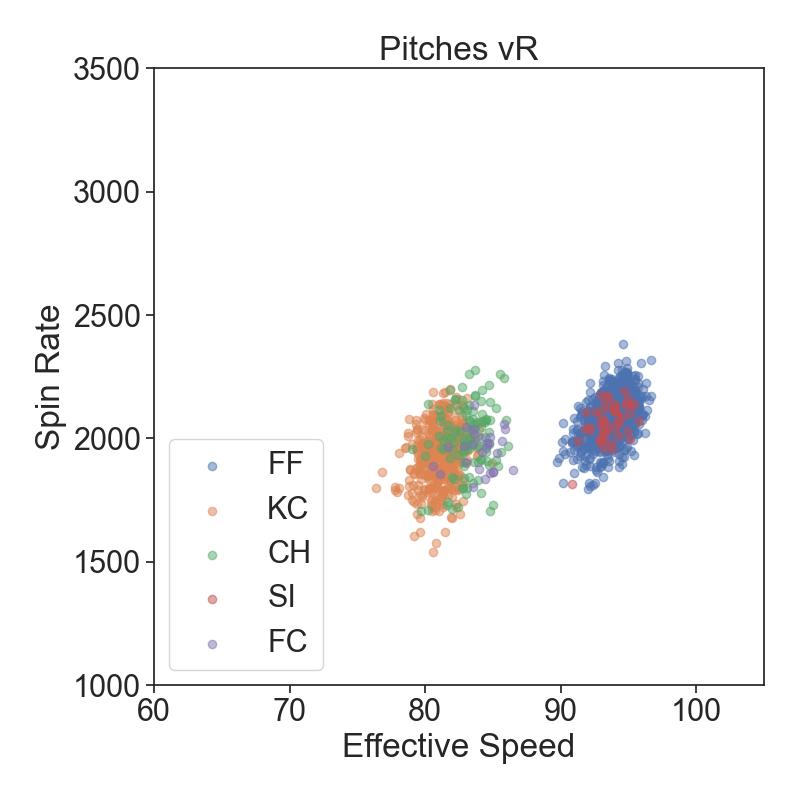 Pitches vR
3500
3000
2500
2000
1500
1000
Spin Rate
FF
KC
CH
SI
FC
60 70 80 90 100
Effective Speed